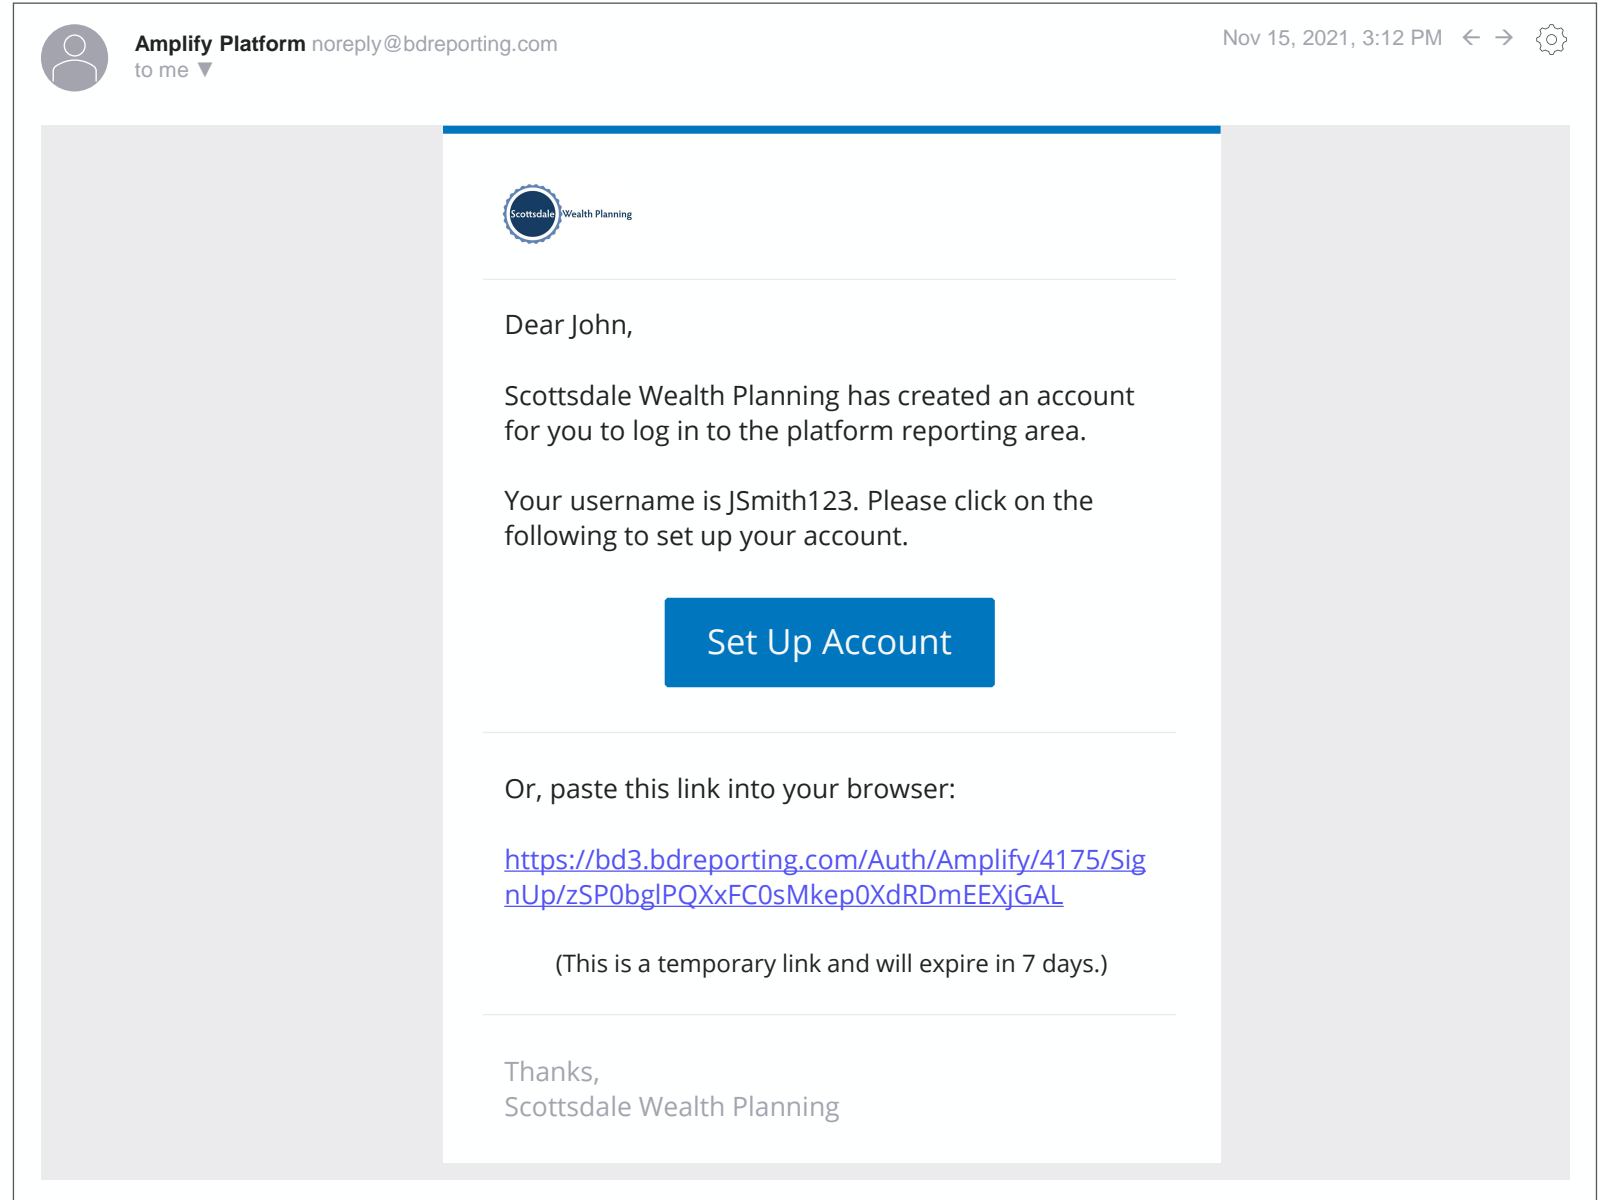 Amplify Platform noreply@bdreporting.com
to me ▼
Nov 15, 2021, 3:12 PM ← →
Scottsdale Wealth Planning
Dear John,
Scottsdale Wealth Planning has created an account
for you to log in to the platform reporting area.
Your username is JSmith123. Please click on the
following to set up your account.
Set Up Account
Or, paste this link into your browser:
https://bd3.bdreporting.com/Auth/Amplify/4175/Sig
nUp/zSP0bglPQXxFC0sMkep0XdRDmEEXjGAL
(This is a temporary link and will expire in 7 days.)
Thanks,
Scottsdale Wealth Planning